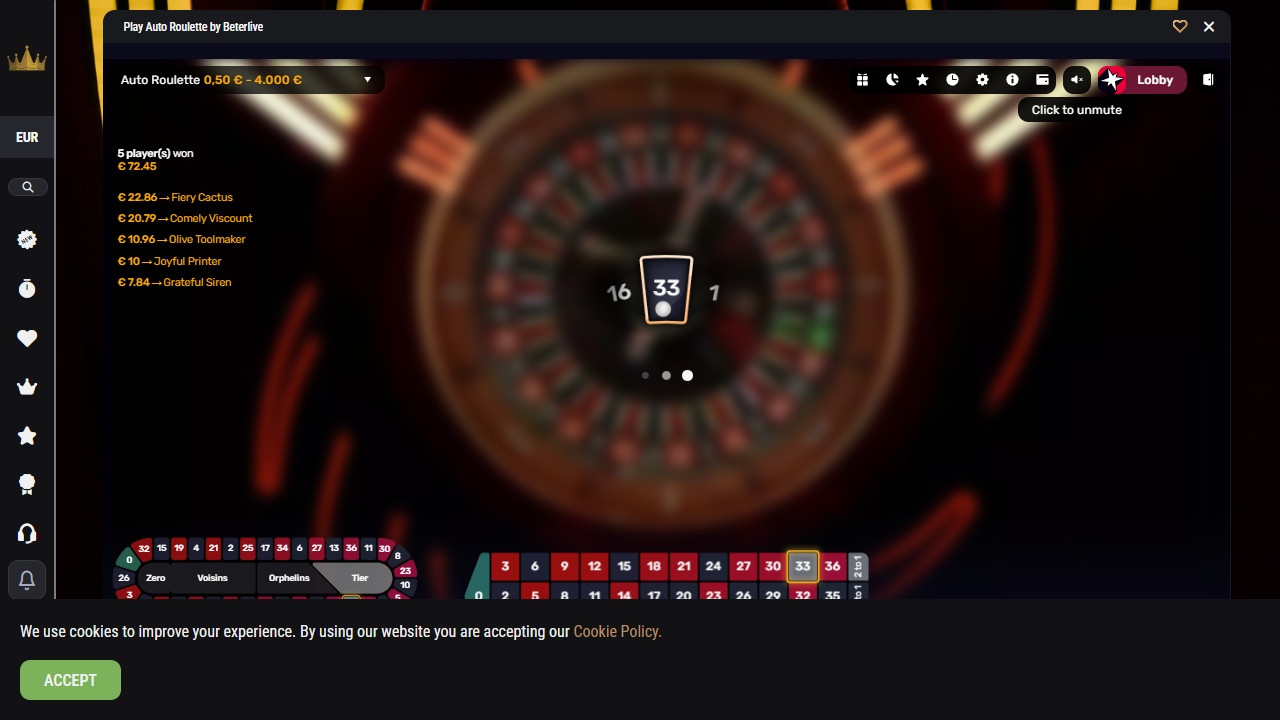 Play Auto Roulette by Beterlive
Auto Roulette 0,50 € - 4.000 €
Lobby
Click to unmute
EUR
NEW
5 player(s) won
€ 72.45
€ 22.86 → Fiery Cactus
€ 20.79 → Comely Viscount
€ 10.96 → Olive Toolmaker
€ 10 → Joyful Printer
€ 7.84 → Grateful Siren
16 33 1
0 32 15 19 4 21 2 25 17 34 6 27 13 36 11 30 8
26 Zero Voisins Orphelins Tier 23
10
3 5
3 6 9 12 15 18 21 24 27 30 33 36 2 to 1
0 2 5 8 11 14 17 20 23 26 29 32 35 to 1
We use cookies to improve your experience. By using our website you are accepting our Cookie Policy.
ACCEPT